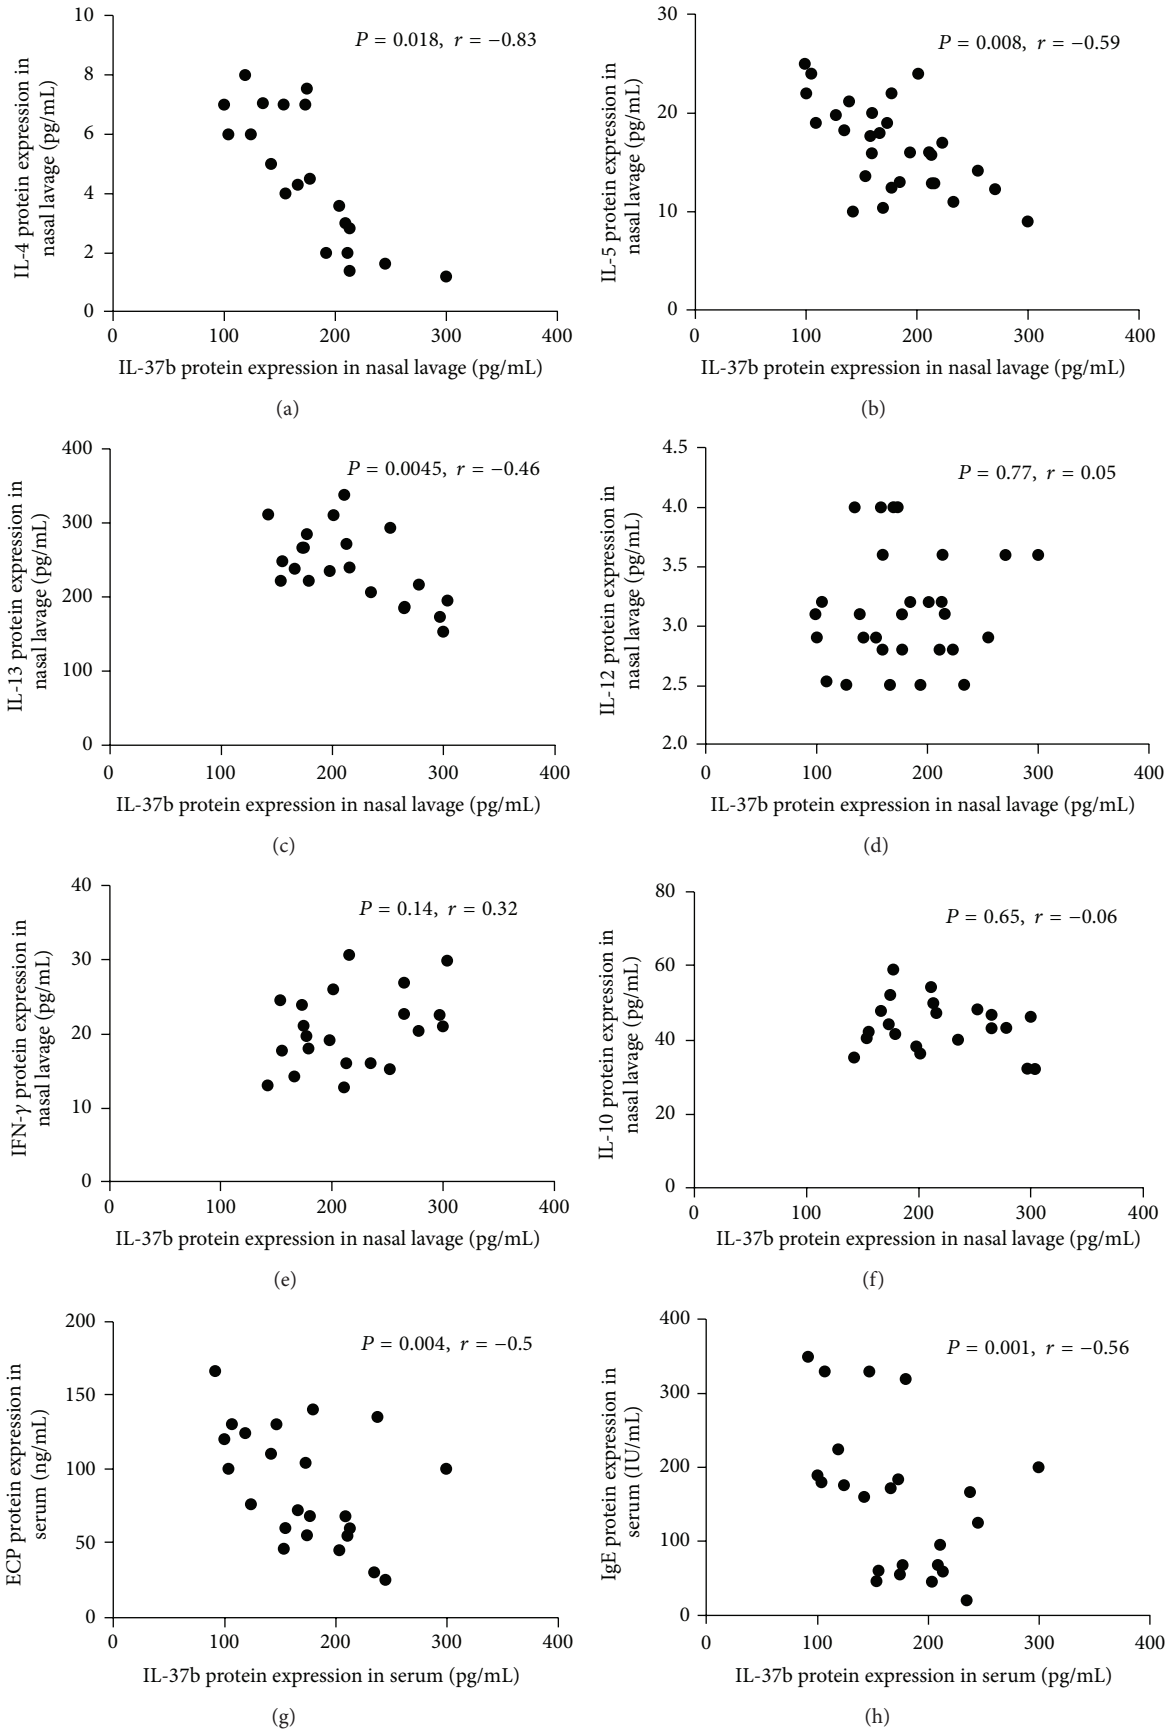 10
8
6
4
2
0
IL-4 protein expression in
nasal lavage (pg/mL)
P = 0.018, r = −0.83
0 100 200 300 400
IL-37b protein expression in nasal lavage (pg/mL)
(a)
30
20
10
0
IL-5 protein expression in
nasal lavage (pg/mL)
P = 0.008, r = −0.59
0 100 200 300 400
IL-37b protein expression in nasal lavage (pg/mL)
(b)
400
300
200
100
0
IL-13 protein expression in
nasal lavage (pg/mL)
P = 0.0045, r = −0.46
0 100 200 300 400
IL-37b protein expression in nasal lavage (pg/mL)
(c)
4.5
4.0
3.5
3.0
2.5
2.0
IL-12 protein expression in
nasal lavage (pg/mL)
P = 0.77, r = 0.05
0 100 200 300 400
IL-37b protein expression in nasal lavage (pg/mL)
(d)
40
30
20
10
0
IFN-γ protein expression in
nasal lavage (pg/mL)
P = 0.14, r = 0.32
0 100 200 300 400
IL-37b protein expression in nasal lavage (pg/mL)
(e)
80
60
40
20
0
IL-10 protein expression in
nasal lavage (pg/mL)
P = 0.65, r = −0.06
0 100 200 300 400
IL-37b protein expression in nasal lavage (pg/mL)
(f)
200
150
100
50
0
ECP protein expression in
serum (ng/mL)
P = 0.004, r = −0.5
0 100 200 300 400
IL-37b protein expression in serum (pg/mL)
(g)
400
300
200
100
0
IgE protein expression in
serum (IU/mL)
P = 0.001, r = −0.56
0 100 200 300 400
IL-37b protein expression in serum (pg/mL)
(h)